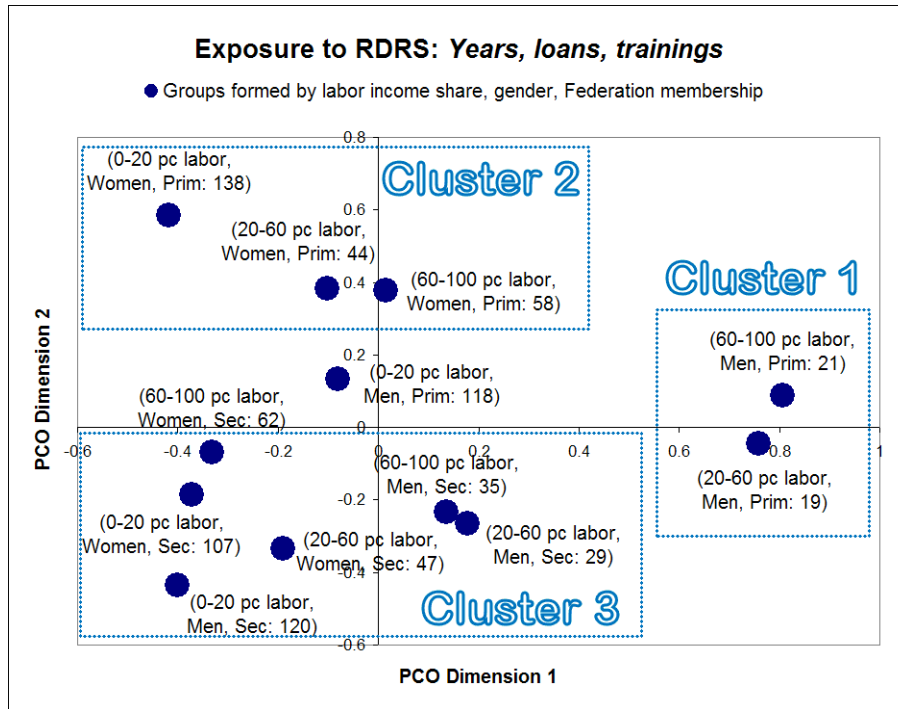 Exposure to RDRS: Years, loans, trainings
Groups formed by labor income share, gender, Federation membership
0.8
(0-20 pc labor,
Women, Prim: 138)
Cluster 2
0.6
(20-60 pc labor,
Women, Prim: 44)
0.4
(60-100 pc labor,
Women, Prim: 58)
Cluster 1
(60-100 pc labor,
Men, Prim: 21)
0.2
(0-20 pc labor,
Men, Prim: 118)
(60-100 pc labor,
Women, Sec: 62)
PCO Dimension 2
0
-0.6
-0.4
-0.2
0
0.2
0.4
0.6
0.8
1
(60-100 pc labor,
Men, Sec: 35)
(20-60 pc labor,
Men, Prim: 19)
-0.2
(0-20 pc labor,
Women, Sec: 107)
(20-60 pc labor,
Women, Sec: 47)
(20-60 pc labor,
Men, Sec: 29)
-0.4
(0-20 pc labor,
Men, Sec: 120)
Cluster 3
-0.6
PCO Dimension 1